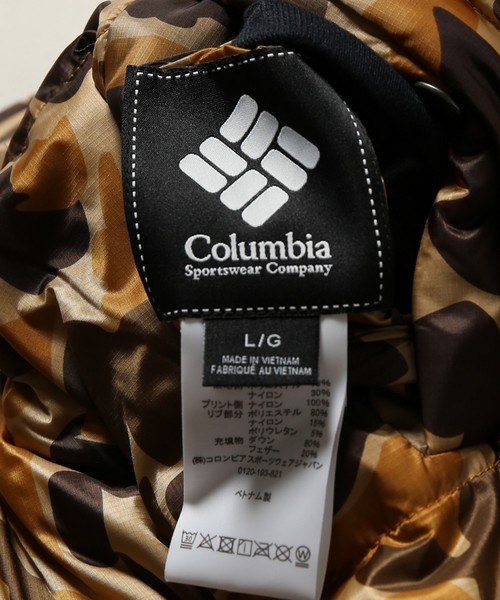 Columbia
Sportswear Company
L/G
MADE IN VIETNAM
FABRIQUÉ AU VIETNAM
ナイロン 30%
プリント側 ナイロン 100%
リブ部分 ポリエステル 80%
ナイロン 15%
ポリウレタン 5%
充填物 ダウン 80%
フェザー 20%
(株)コロンビアスポーツウェアジャパン
0120-193-821
ベトナム製